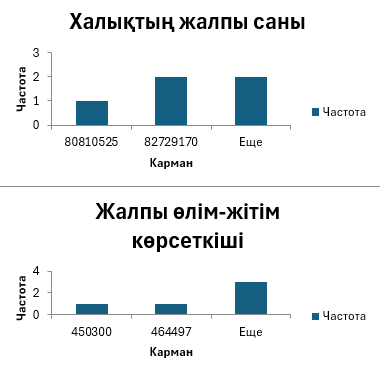 Халықтың жалпы саны
Частота
3
2
1
0
80810525 82729170 Еще
Карман
Частота
Жалпы өлім-жітім
көрсеткіші
Частота
4
2
0
450300 464497 Еще
Карман
Частота